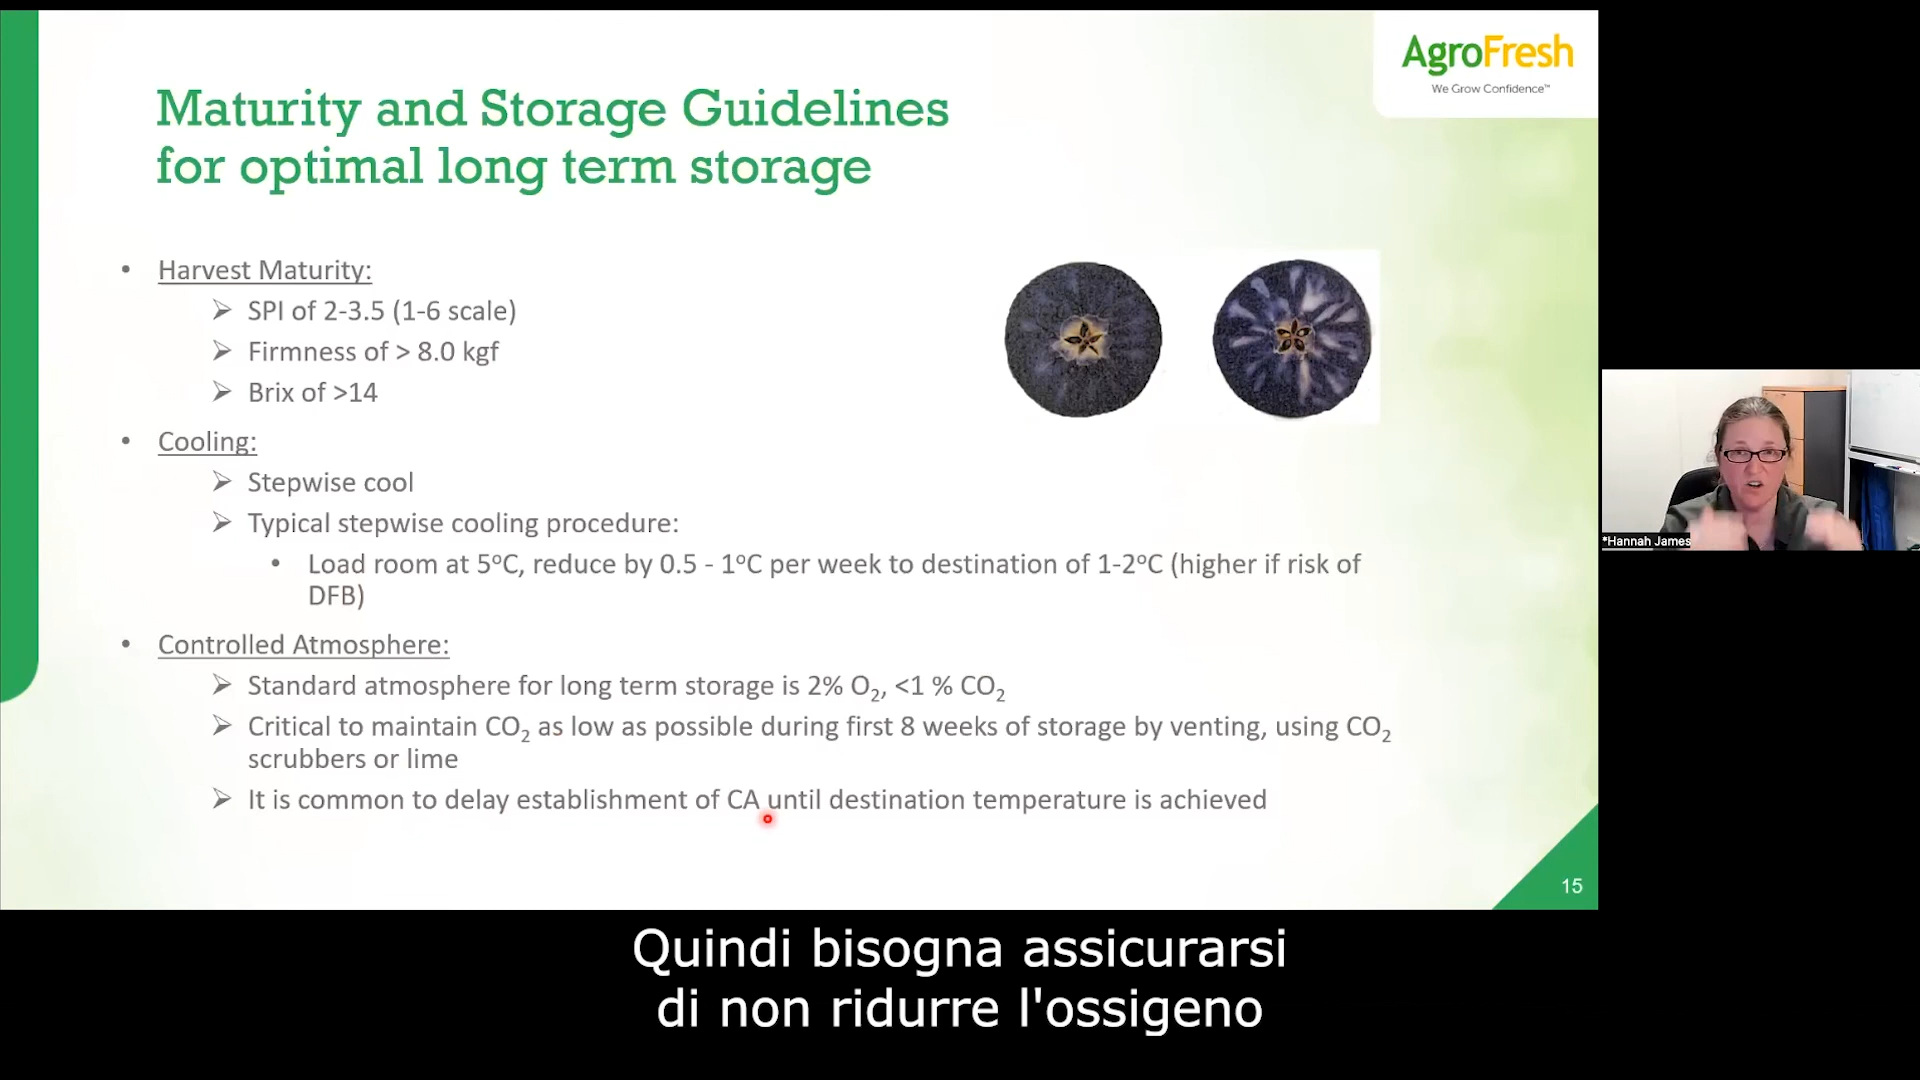 AgroFresh
We Grow Confidence™
Maturity and Storage Guidelines
for optimal long term storage
• Harvest Maturity:
➢ SPI of 2-3.5 (1-6 scale)
➢ Firmness of > 8.0 kgf
➢ Brix of >14
• Cooling:
➢ Stepwise cool
➢ Typical stepwise cooling procedure:
• Load room at 5ºC, reduce by 0.5 - 1ºC per week to destination of 1-2ºC (higher if risk of
DFB)
• Controlled Atmosphere:
➢ Standard atmosphere for long term storage is 2% O₂, <1 % CO₂
➢ Critical to maintain CO₂ as low as possible during first 8 weeks of storage by venting, using CO₂
scrubbers or lime
➢ It is common to delay establishment of CA until destination temperature is achieved
15
*Hannah James
Quindi bisogna assicurarsi
di non ridurre l'ossigeno